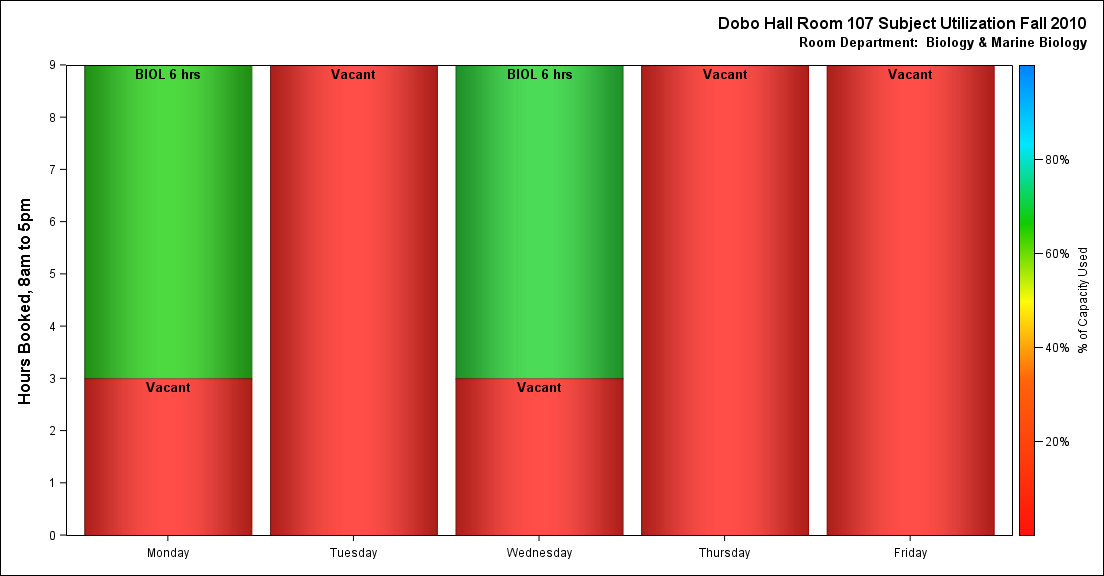 Dobo Hall Room 107 Subject Utilization Fall 2010
Room Department:  Biology & Marine Biology
Hours Booked, 8am to 5pm
9
8
7
6
5
4
3
2
1
0
BIOL 6 hrs
Vacant
Vacant
BIOL 6 hrs
Vacant
Vacant
Vacant
Monday
Tuesday
Wednesday
Thursday
Friday
80%
60%
40%
20%
% of Capacity Used